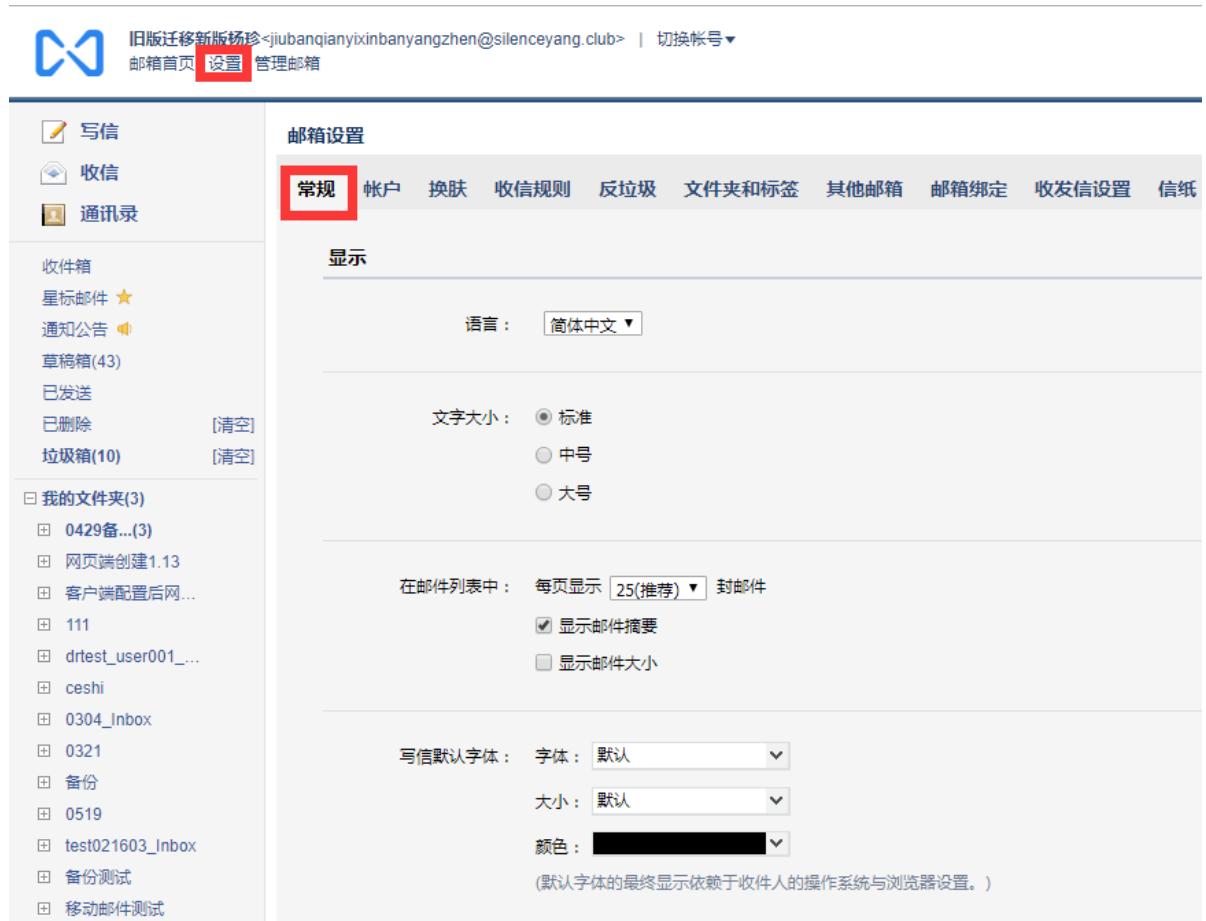 旧版迁移新版杨珍<jiubanqianyixinbanyangzhen@silenceyang.club> | 切换帐号▾
邮箱首页 设置 管理邮箱
写信
收信
通讯录
收件箱
星标邮件
通知公告
草稿箱(43)
已发送
已删除 [清空]
垃圾箱(10) [清空]
我的文件夹(3)
0429备...(3)
网页端创建1.13
客户端配置后网...
111
drtest_user001_...
ceshi
0304_Inbox
0321
备份
0519
test021603_Inbox
备份测试
移动邮件测试
邮箱设置
常规 帐户 换肤 收信规则 反垃圾 文件夹和标签 其他邮箱 邮箱绑定 收发信设置 信纸
显示
语言： 简体中文
文字大小： 标准
中号
大号
在邮件列表中： 每页显示 25(推荐) 封邮件
显示邮件摘要
显示邮件大小
写信默认字体： 字体： 默认
大小： 默认
颜色：
(默认字体的最终显示依赖于收件人的操作系统与浏览器设置。)